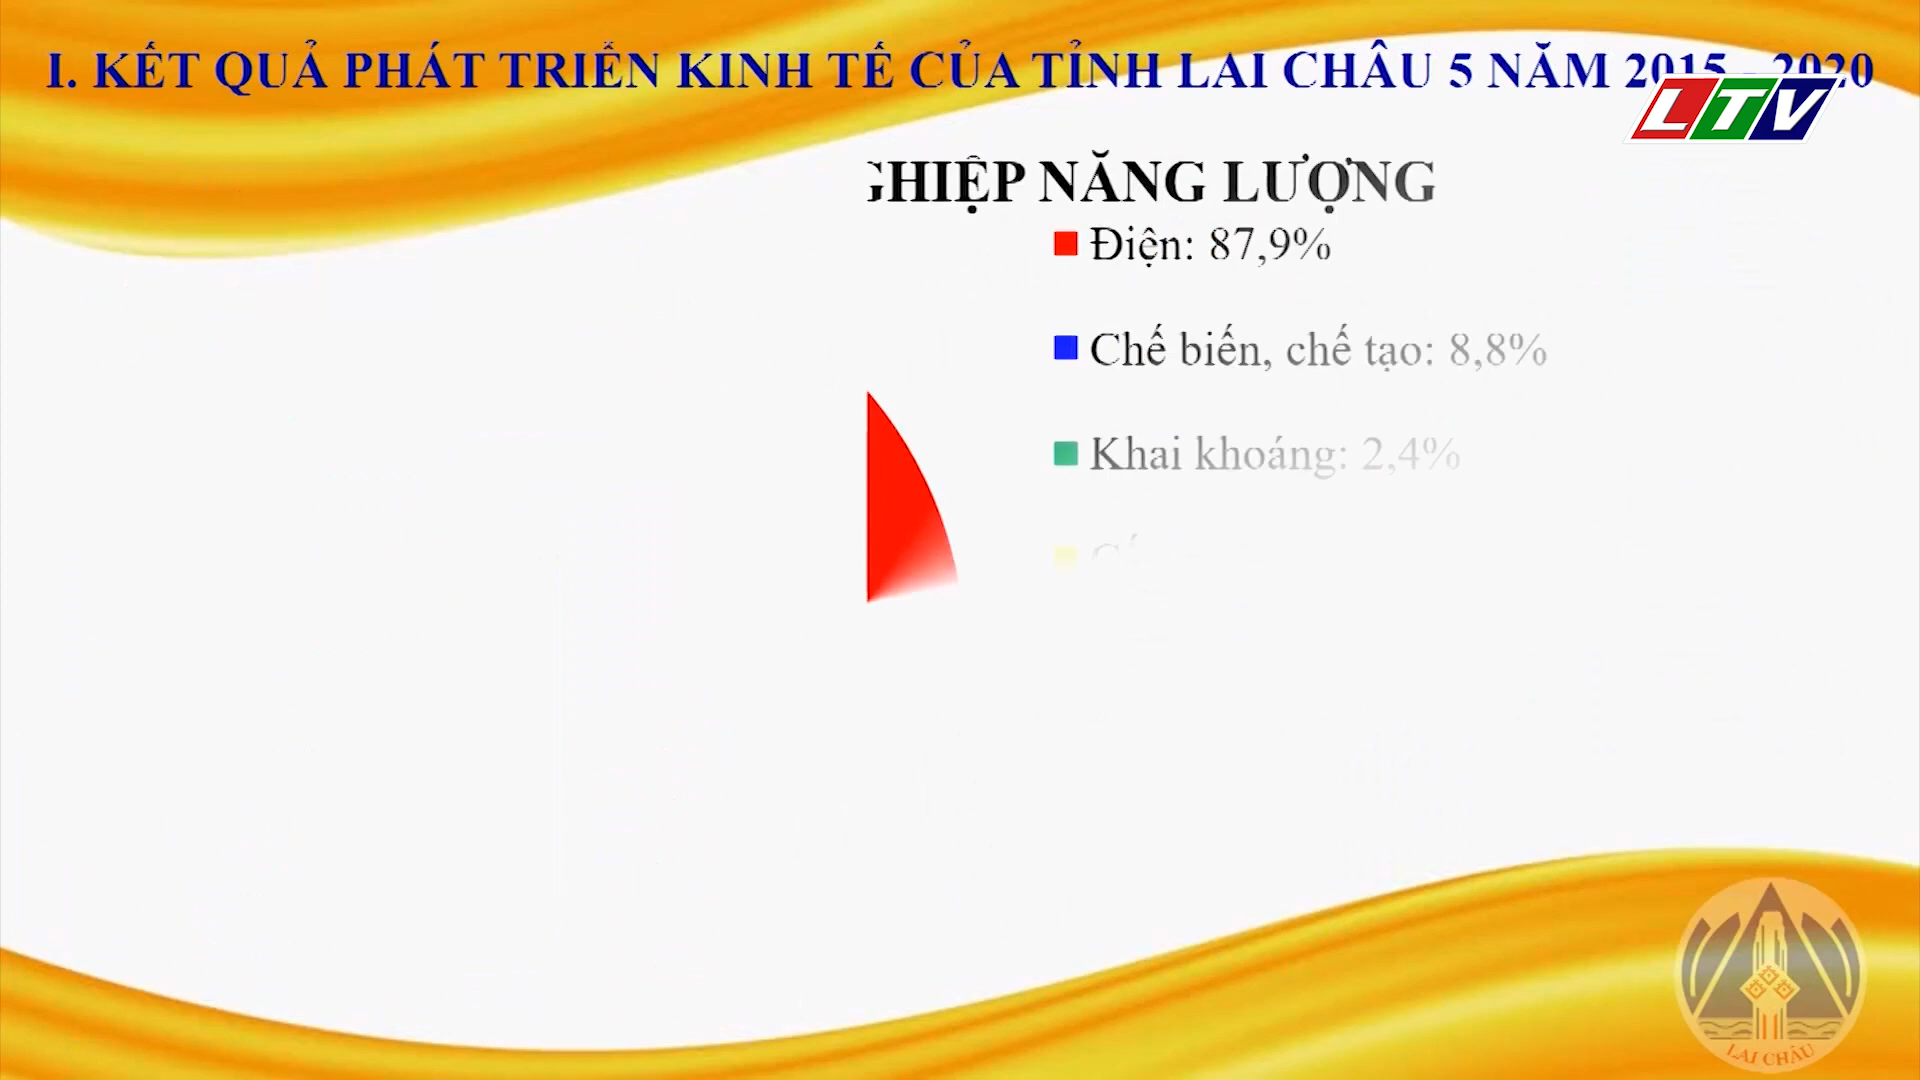 I. KẾT QUẢ PHÁT TRIỂN KINH TẾ CỦA TỈNH LAI CHÂU 5 NĂM 2015 - 2020
LTV
GHIỆP NĂNG LƯỢNG
Điện: 87,9%
Chế biến, chế tạo: 8,8%
Khai khoáng: 2,4%
LAI CHÂU